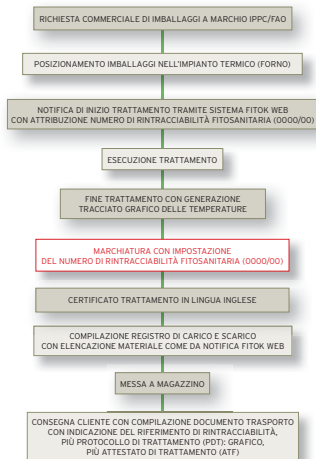 RICHIESTA COMMERCIALE DI IMBALLAGGI A MARCHIO IPPC/FAO
POSIZIONAMENTO IMBALLAGGI NELL'IMPIANTO TERMICO (FORNO)
NOTIFICA DI INIZIO TRATTAMENTO TRAMITE SISTEMA FITOK WEB
CON ATTRIBUZIONE NUMERO DI RINTRACCIABILITÀ FITOSANITARIA (0000/00)
ESECUZIONE TRATTAMENTO
FINE TRATTAMENTO CON GENERAZIONE
TRACCIATO GRAFICO DELLE TEMPERATURE
MARCHIATURA CON IMPOSTAZIONE
DEL NUMERO DI RINTRACCIABILITÀ FITOSANITARIA (0000/00)
CERTIFICATO TRATTAMENTO IN LINGUA INGLESE
COMPILAZIONE REGISTRO DI CARICO E SCARICO
CON ELENCAZIONE MATERIALE COME DA NOTIFICA FITOK WEB
MESSA A MAGAZZINO
CONSEGNA CLIENTE CON COMPILAZIONE DOCUMENTO TRASPORTO
CON INDICAZIONE DEL RIFERIMENTO DI RINTRACCIABILITÀ,
PIÙ PROTOCOLLO DI TRATTAMENTO (PDT): GRAFICO,
PIÙ ATTESTATO DI TRATTAMENTO (ATF)